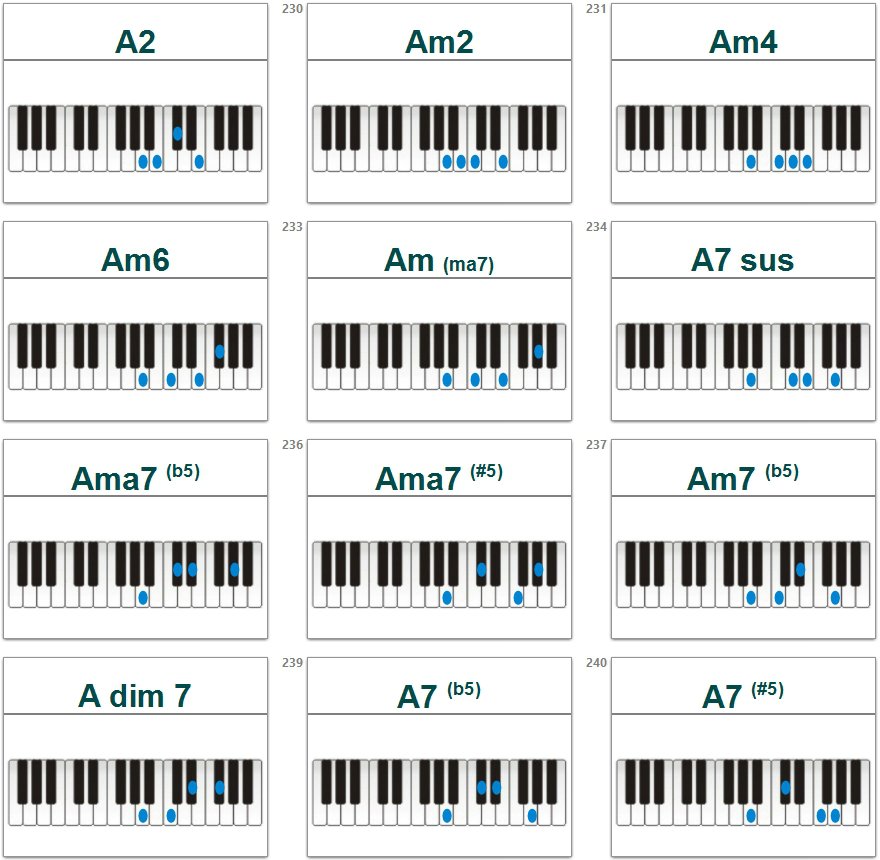 230
231
A2
Am2
Am4
233
234
Am6
Am (ma7)
A7 sus
236
237
Ama7 (b5)
Ama7 (#5)
Am7 (b5)
239
240
A dim 7
A7 (b5)
A7 (#5)